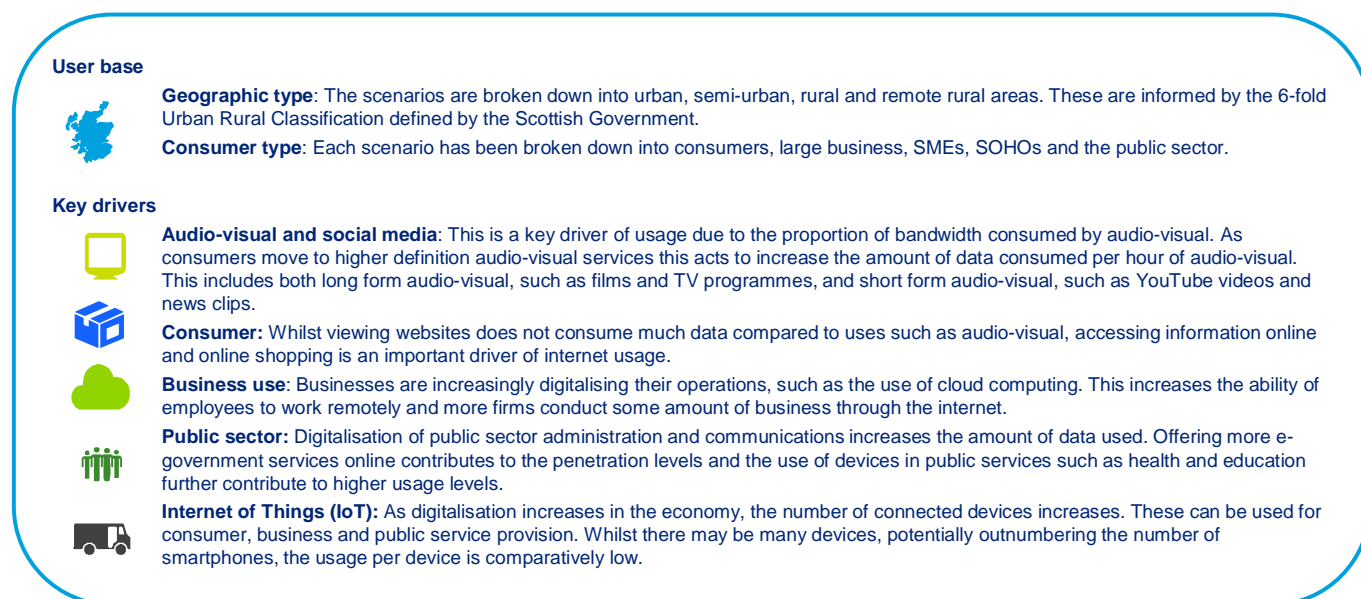 User base
Geographic type: The scenarios are broken down into urban, semi-urban, rural and remote rural areas. These are informed by the 6-fold
Urban Rural Classification defined by the Scottish Government.
Consumer type: Each scenario has been broken down into consumers, large business, SMEs, SOHOs and the public sector.
Key drivers
Audio-visual and social media: This is a key driver of usage due to the proportion of bandwidth consumed by audio-visual. As
consumers move to higher definition audio-visual services this acts to increase the amount of data consumed per hour of audio-visual.
This includes both long form audio-visual, such as films and TV programmes, and short form audio-visual, such as YouTube videos and
news clips.
Consumer: Whilst viewing websites does not consume much data compared to uses such as audio-visual, accessing information online
and online shopping is an important driver of internet usage.
Business use: Businesses are increasingly digitalising their operations, such as the use of cloud computing. This increases the ability of
employees to work remotely and more firms conduct some amount of business through the internet.
Public sector: Digitalisation of public sector administration and communications increases the amount of data used. Offering more e-
government services online contributes to the penetration levels and the use of devices in public services such as health and education
further contribute to higher usage levels.
Internet of Things (IoT): As digitalisation increases in the economy, the number of connected devices increases. These can be used for
consumer, business and public service provision. Whilst there may be many devices, potentially outnumbering the number of
smartphones, the usage per device is comparatively low.